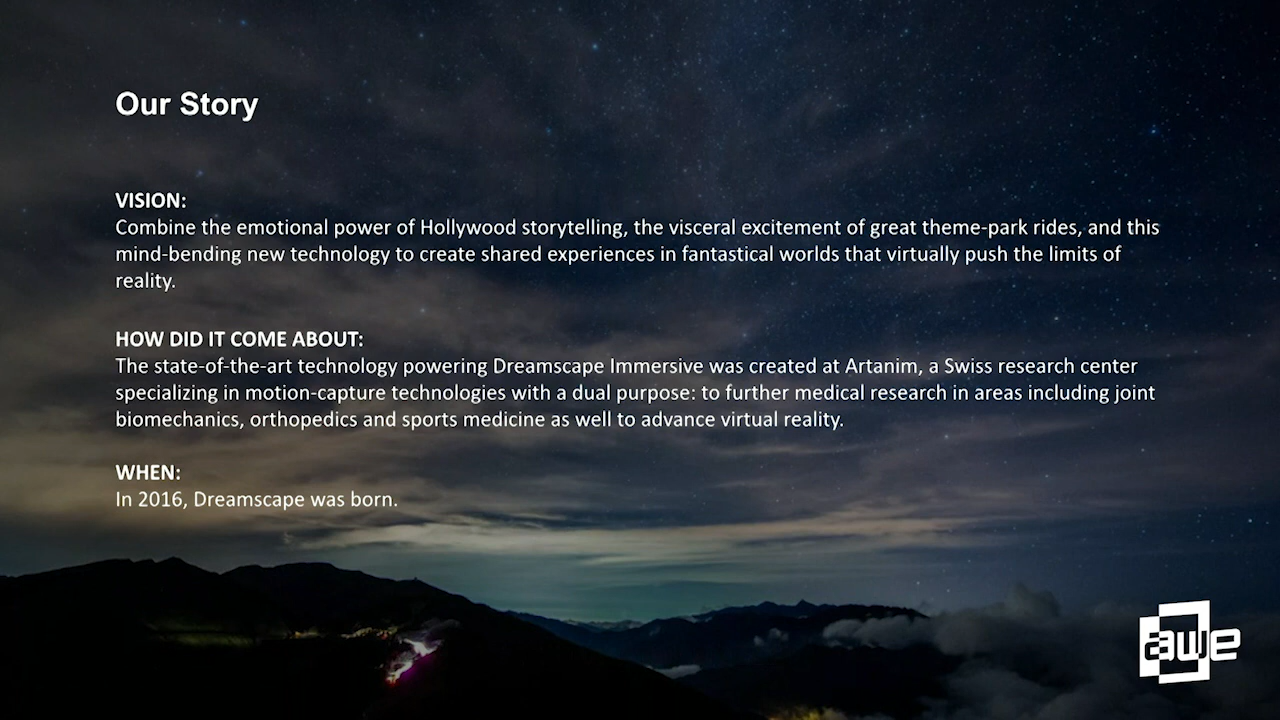 Our Story
VISION:
Combine the emotional power of Hollywood storytelling, the visceral excitement of great theme-park rides, and this
mind-bending new technology to create shared experiences in fantastical worlds that virtually push the limits of
reality.
HOW DID IT COME ABOUT:
The state-of-the-art technology powering Dreamscape Immersive was created at Artanim, a Swiss research center
specializing in motion-capture technologies with a dual purpose: to further medical research in areas including joint
biomechanics, orthopedics and sports medicine as well to advance virtual reality.
WHEN:
In 2016, Dreamscape was born.
awe